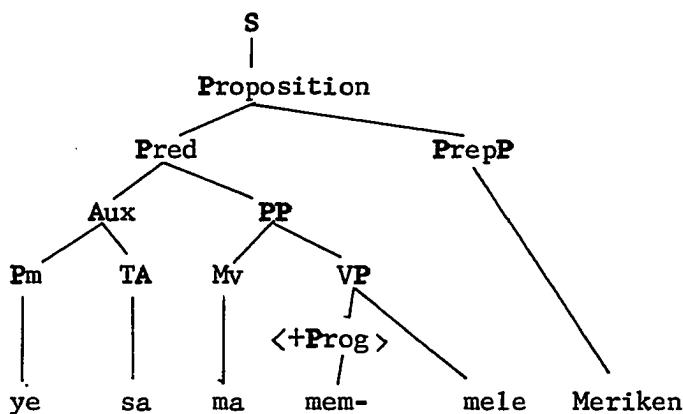 S
Proposition
Pred PrepP
Aux PP
Pm TA Mv VP
<+Prog>
ye sa ma mem- mele Meriken